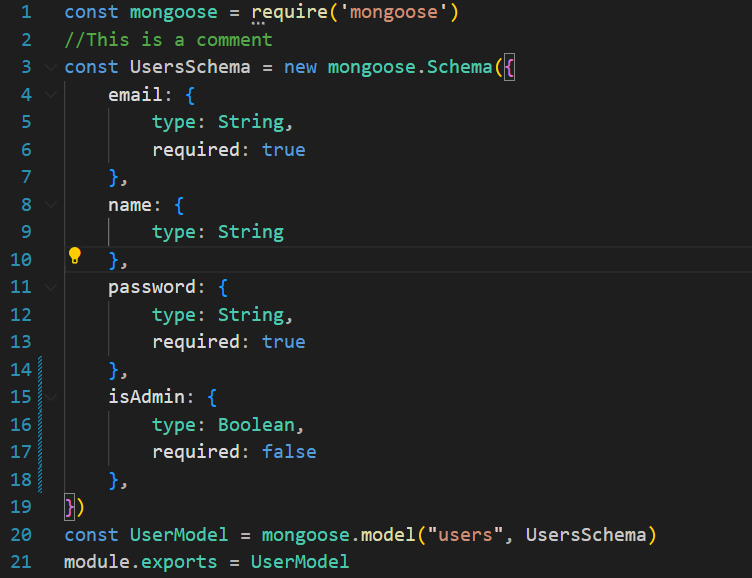 1 const mongoose = require('mongoose')
2 //This is a comment
3 const UsersSchema = new mongoose.Schema({
4     email: {
5         type: String,
6         required: true
7     },
8     name: {
9         type: String
10     },
11     password: {
12         type: String,
13         required: true
14     },
15     isAdmin: {
16         type: Boolean,
17         required: false
18     },
19 })
20 const UserModel = mongoose.model("users", UsersSchema)
21 module.exports = UserModel